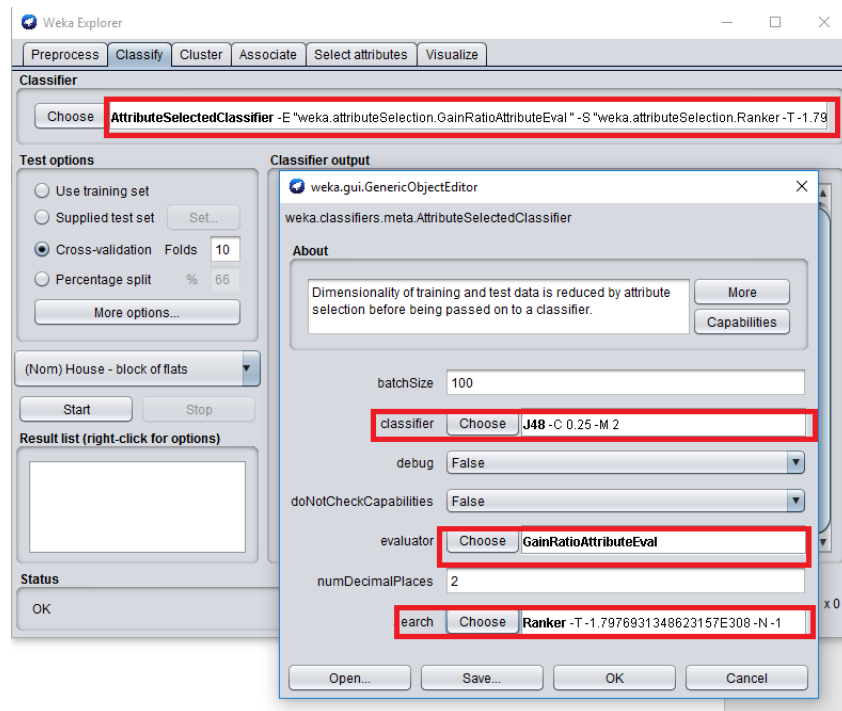 Weka Explorer
Preprocess Classify Cluster Associate Select attributes Visualize
Classifier
Choose AttributeSelectedClassifier -E "weka.attributeSelection.GainRatioAttributeEval " -S "weka.attributeSelection.Ranker -T -1.79
Test options
Use training set
Supplied test set Set...
Cross-validation Folds 10
Percentage split % 66
More options...
(Nom) House - block of flats
Start Stop
Result list (right-click for options)
Status
OK
x 0
Classifier output
weka.gui.GenericObjectEditor
weka.classifiers.meta.AttributeSelectedClassifier
About
Dimensionality of training and test data is reduced by attribute
selection before being passed on to a classifier.
More
Capabilities
batchSize 100
classifier Choose J48 -C 0.25 -M 2
debug False
doNotCheckCapabilities False
evaluator Choose GainRatioAttributeEval
numDecimalPlaces 2
earch Choose Ranker -T -1.7976931348623157E308 -N -1
Open... Save... OK Cancel